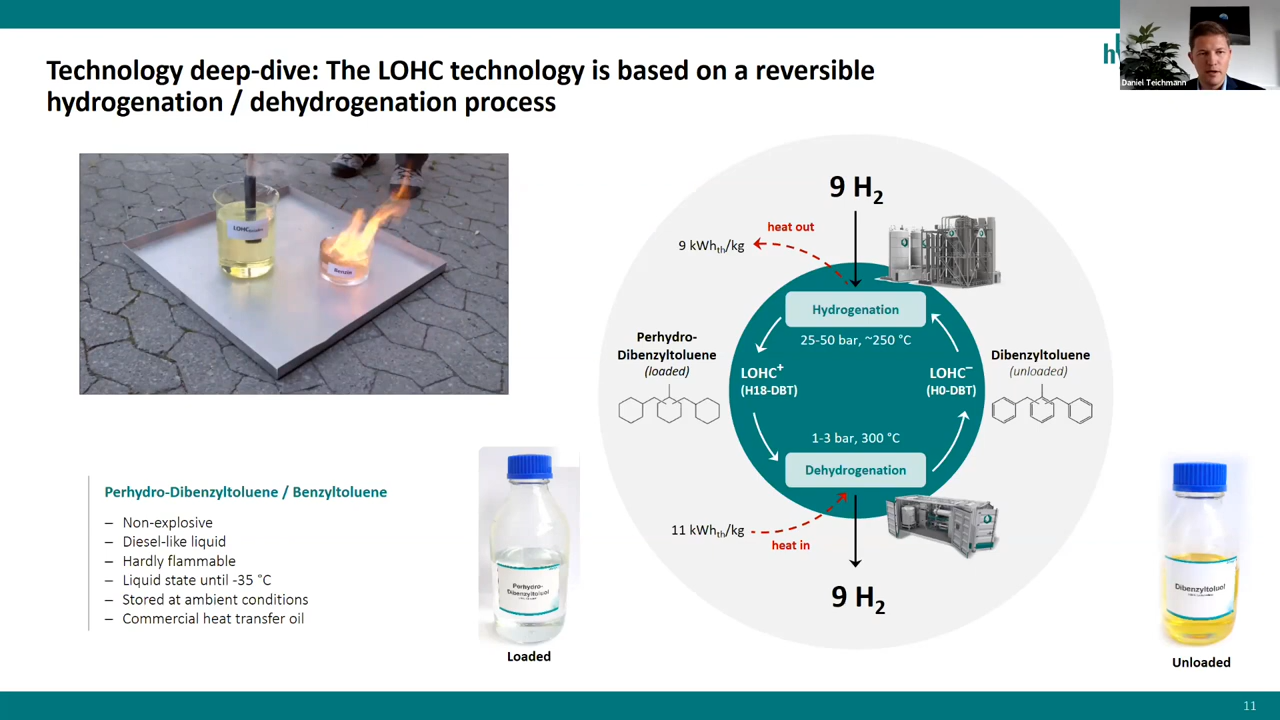 Technology deep-dive: The LOHC technology is based on a reversible
hydrogenation / dehydrogenation process
Daniel Teichmann
LOHC
Benzin
9 H₂
heat out
9 kWhth/kg
Hydrogenation
25-50 bar, ~250 °C
Perhydro-
Dibenzyltoluene
(loaded)
LOHC⁺
(H18-DBT)
LOHC⁻
(H0-DBT)
Dibenzyltoluene
(unloaded)
1-3 bar, 300 °C
Dehydrogenation
11 kWhth/kg
heat in
9 H₂
Perhydro-Dibenzyltoluene / Benzyltoluene
– Non-explosive
– Diesel-like liquid
– Hardly flammable
– Liquid state until -35 °C
– Stored at ambient conditions
– Commercial heat transfer oil
Perhydro-
Dibenzyltoluol
Loaded
Dibenzyltoluol
Unloaded
11